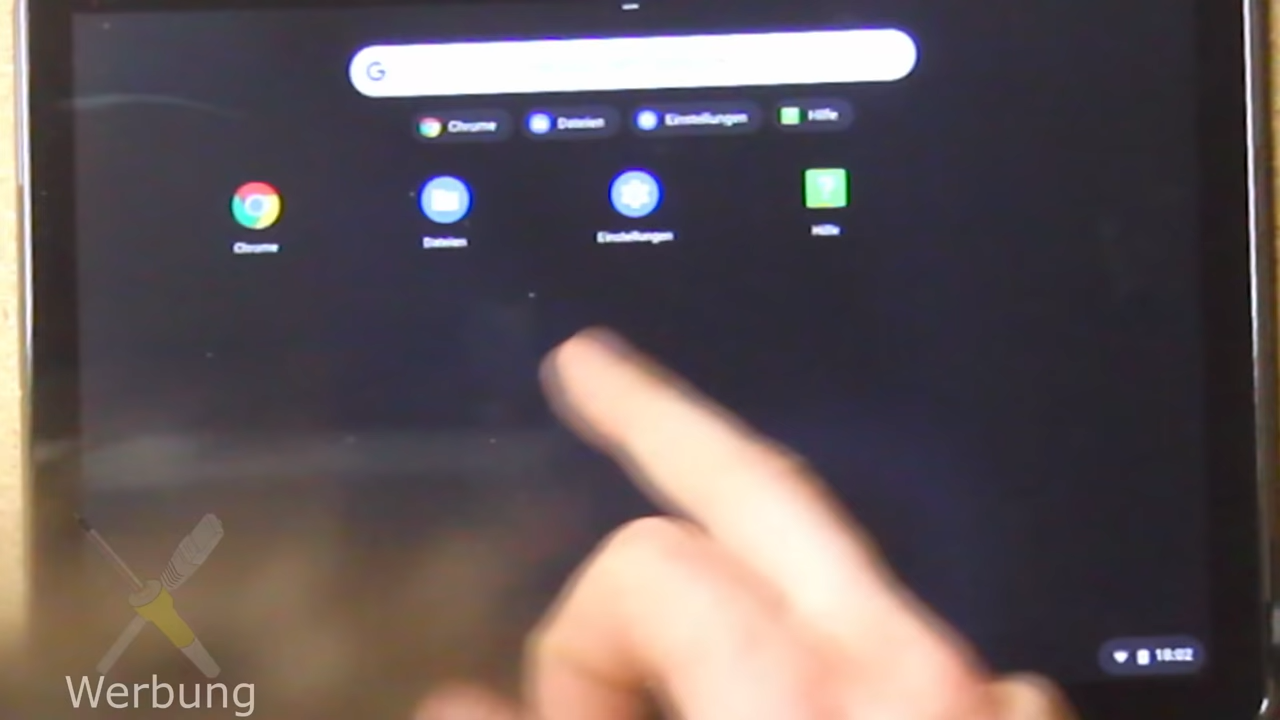 G
Chrome Dateien Einstellungen Hilfe
Chrome Dateien Einstellungen Hilfe
18:02
Werbung